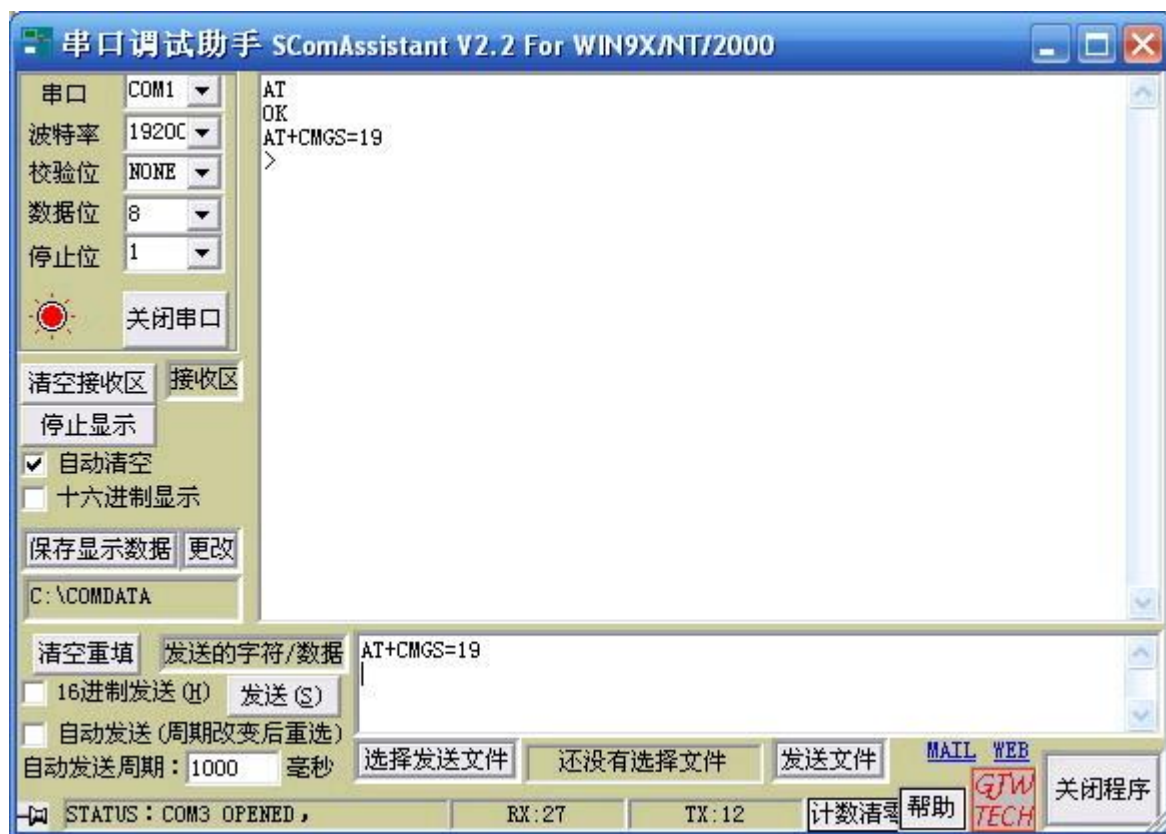 串口调试助手 SComAssistant V2.2 For WIN9X/NT/2000
串口 COM1
波特率 19200
校验位 NONE
数据位 8
停止位 1
关闭串口
清空接收区 接收区
停止显示
自动清空
十六进制显示
保存显示数据 更改
C:\COMDATA
AT
OK
AT+CMGS=19
>
清空重填 发送的字符/数据
AT+CMGS=19
16进制发送(H) 发送(S)
自动发送(周期改变后重选)
自动发送周期：1000 毫秒
选择发送文件 还没有选择文件 发送文件
MAIL WEB
GJW
TECH
关闭程序
STATUS：COM3 OPENED，
RX:27
TX:12
计数清零
帮助